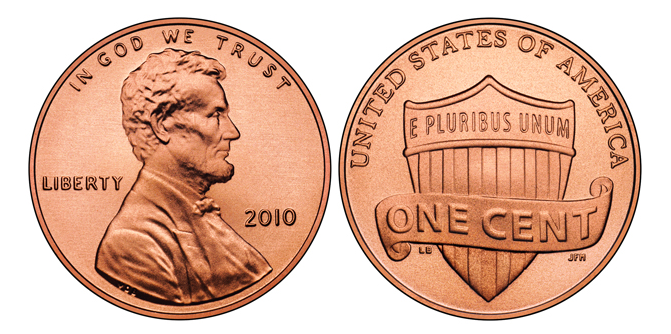 IN GOD WE TRUST
LIBERTY
2010
UNITED STATES OF AMERICA
E PLURIBUS UNUM
ONE CENT
LB
JFM